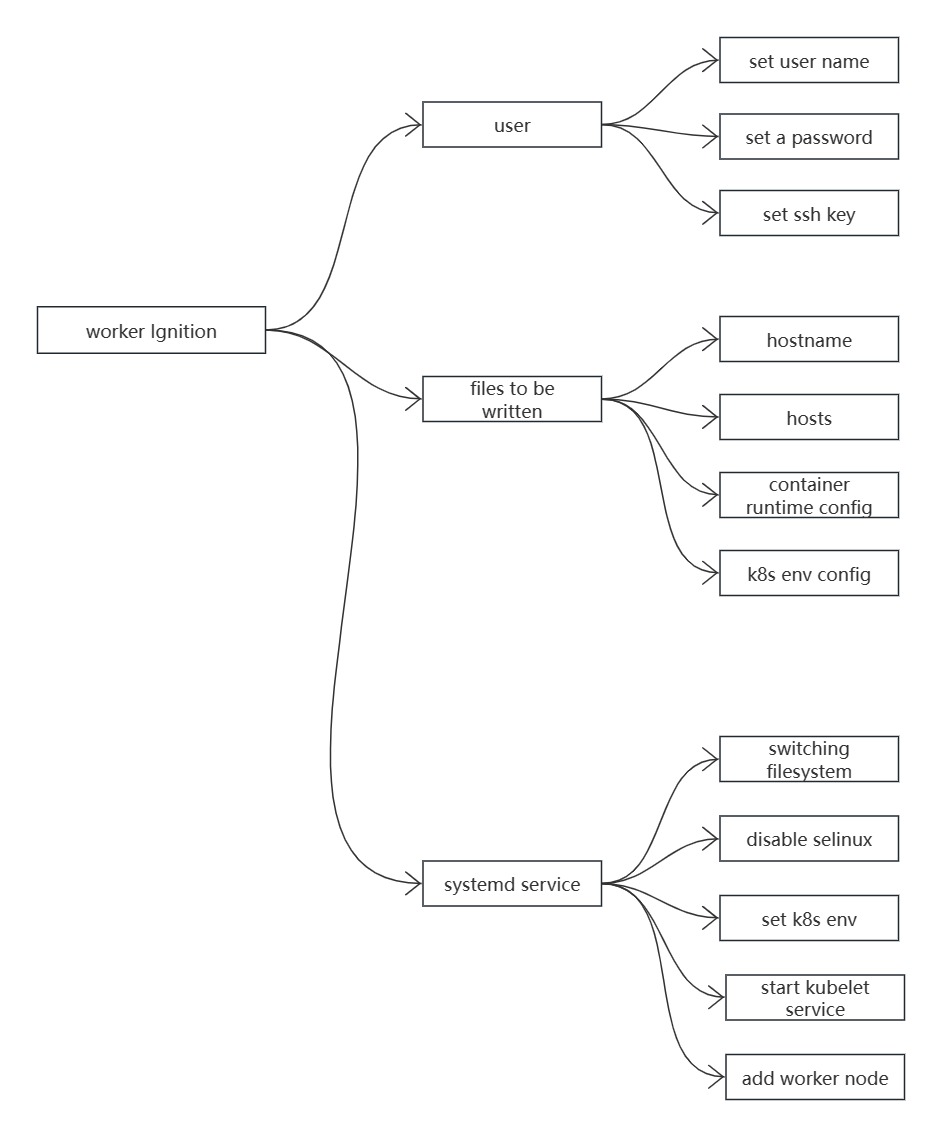 set user name
user
set a password
set ssh key
worker Ignition
hostname
files to be
written
hosts
container
runtime config
k8s env config
switching
filesystem
disable selinux
systemd service
set k8s env
start kubelet
service
add worker node